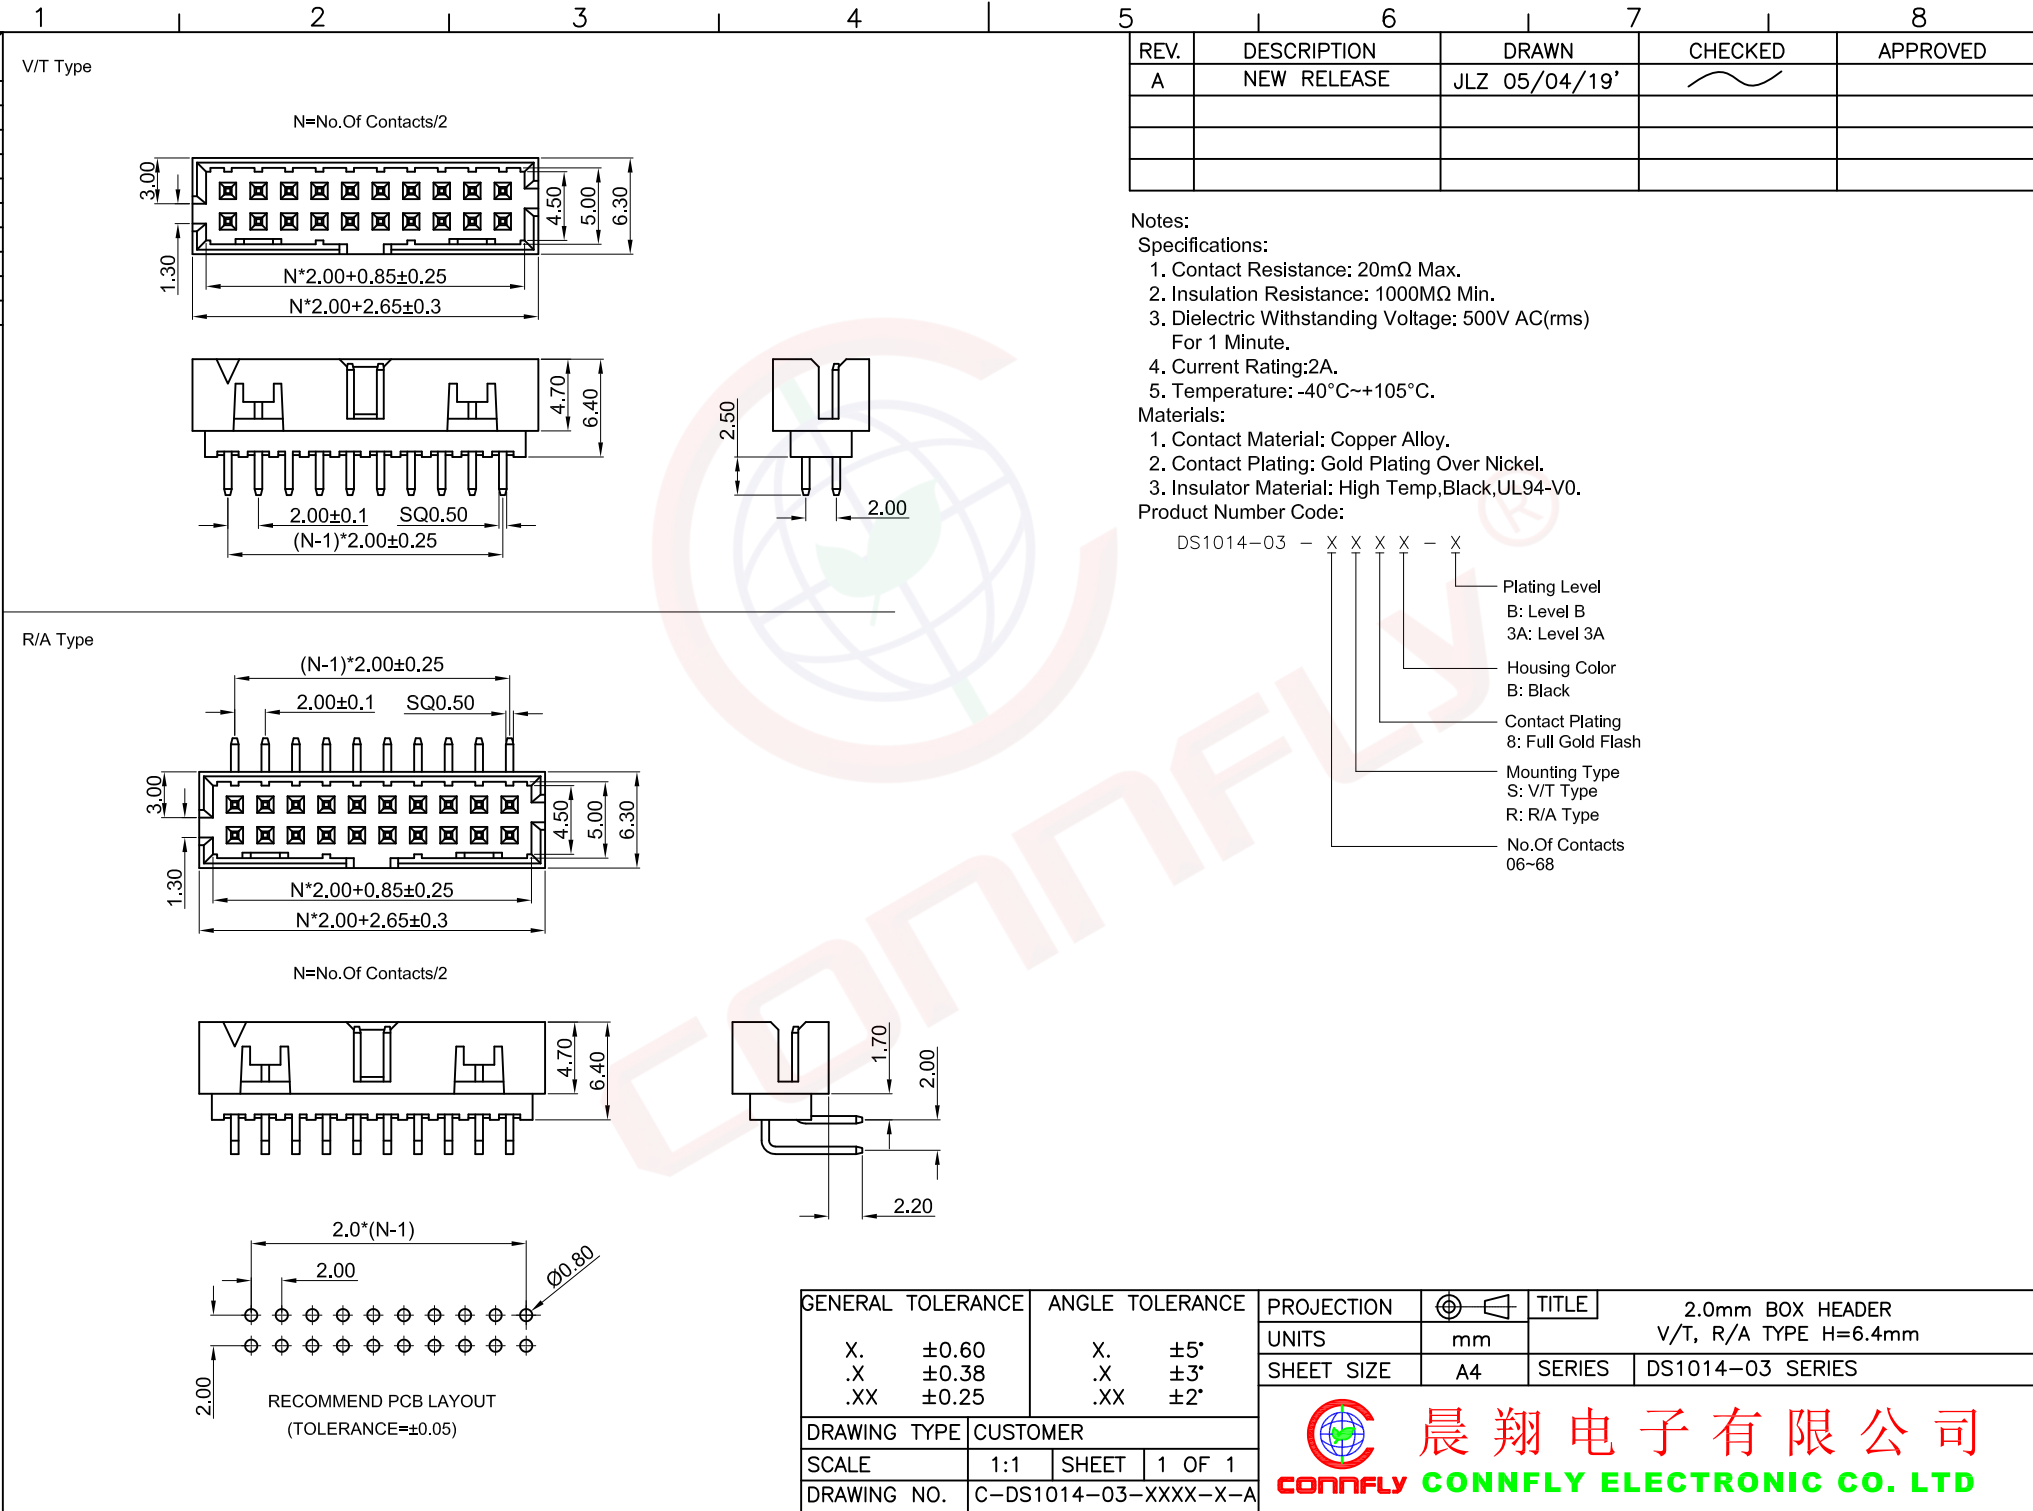 1 2 3 4 5 6 7 8
V/T Type
N=No.Of Contacts/2
3.00
1.30
4.50
5.00
6.30
N*2.00+0.85±0.25
N*2.00+2.65±0.3
4.70
6.40
2.50
2.00±0.1 SQ0.50
2.00
(N-1)*2.00±0.25
R/A Type
(N-1)*2.00±0.25
2.00±0.1 SQ0.50
3.00
1.30
4.50
5.00
6.30
N*2.00+0.85±0.25
N*2.00+2.65±0.3
N=No.Of Contacts/2
4.70
6.40
1.70
2.00
2.20
2.0*(N-1)
2.00
Ø0.80
2.00
RECOMMEND PCB LAYOUT
(TOLERANCE=±0.05)
REV. DESCRIPTION DRAWN CHECKED APPROVED
A NEW RELEASE JLZ 05/04/19'
Notes:
Specifications:
1. Contact Resistance: 20mΩ Max.
2. Insulation Resistance: 1000MΩ Min.
3. Dielectric Withstanding Voltage: 500V AC(rms)
For 1 Minute.
4. Current Rating:2A.
5. Temperature: -40°C~+105°C.
Materials:
1. Contact Material: Copper Alloy.
2. Contact Plating: Gold Plating Over Nickel.
3. Insulator Material: High Temp,Black,UL94-V0.
Product Number Code:
DS1014-03 - X X X X - X
Plating Level
B: Level B
3A: Level 3A
Housing Color
B: Black
Contact Plating
8: Full Gold Flash
Mounting Type
S: V/T Type
R: R/A Type
No.Of Contacts
06~68
CONNFLY ®
GENERAL TOLERANCE ANGLE TOLERANCE
X. ±0.60 X. ±5°
.X ±0.38 .X ±3°
.XX ±0.25 .XX ±2°
DRAWING TYPE CUSTOMER
SCALE 1:1 SHEET 1 OF 1
DRAWING NO. C-DS1014-03-XXXX-X-A
PROJECTION TITLE 2.0mm BOX HEADER
V/T, R/A TYPE H=6.4mm
UNITS mm
SHEET SIZE A4 SERIES DS1014-03 SERIES
晨翔电子有限公司
CONNFLY CONNFLY ELECTRONIC CO. LTD